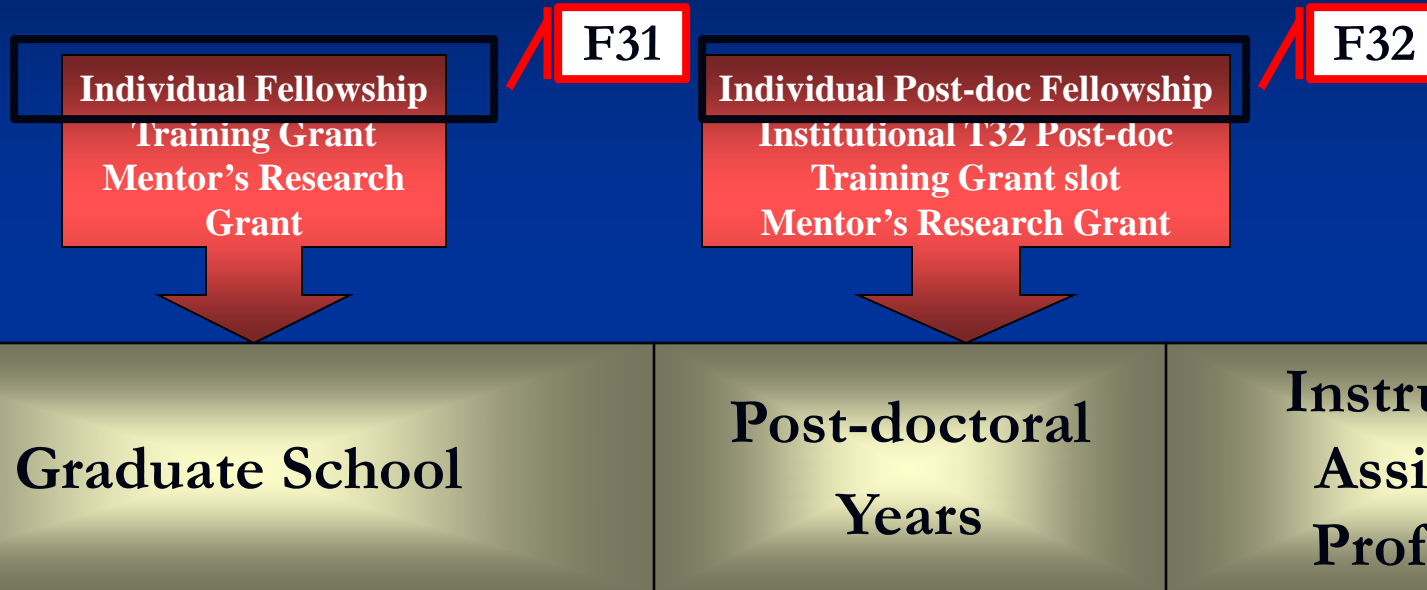 F31
Individual Fellowship
Training Grant
Mentor's Research
Grant
F32
Individual Post-doc Fellowship
Institutional T32 Post-doc
Training Grant slot
Mentor's Research Grant
Graduate School
Post-doctoral
Years